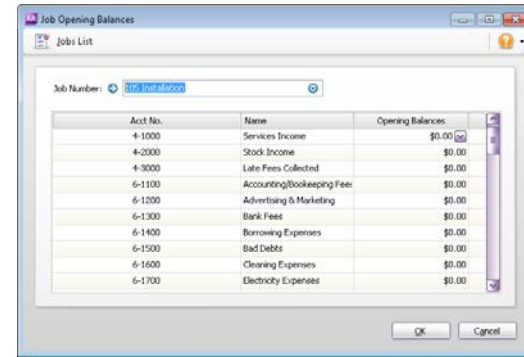 Job Opening Balances
Jobs List
Job Number: 105 Installation
Acct No. Name Opening Balances
4-1000 Services Income $0.00
4-2000 Stock Income $0.00
4-3000 Late Fees Collected $0.00
6-1100 Accounting/Bookeeping Fees $0.00
6-1200 Advertising & Marketing $0.00
6-1300 Bank Fees $0.00
6-1400 Borrowing Expenses $0.00
6-1500 Bad Debts $0.00
6-1600 Cleaning Expenses $0.00
6-1700 Electricity Expenses $0.00
OK Cancel